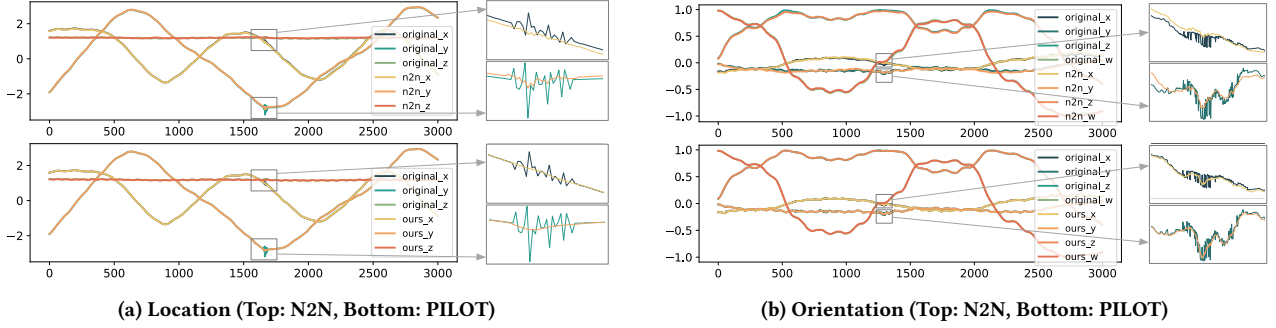 2
0
−2
0
500
1000
1500
2000
2500
3000
original_x
original_y
original_z
n2n_x
n2n_y
n2n_z
2
0
−2
0
500
1000
1500
2000
2500
3000
original_x
original_y
original_z
ours_x
ours_y
ours_z
(a) Location (Top: N2N, Bottom: PILOT)
1.0
0.5
0.0
−0.5
−1.0
0
500
1000
1500
2000
2500
3000
original_x
original_y
original_z
original_w
n2n_x
n2n_y
n2n_z
n2n_w
1.0
0.5
0.0
−0.5
−1.0
0
500
1000
1500
2000
2500
3000
original_x
original_y
original_z
original_w
ours_x
ours_y
ours_z
ours_w
(b) Orientation (Top: N2N, Bottom: PILOT)